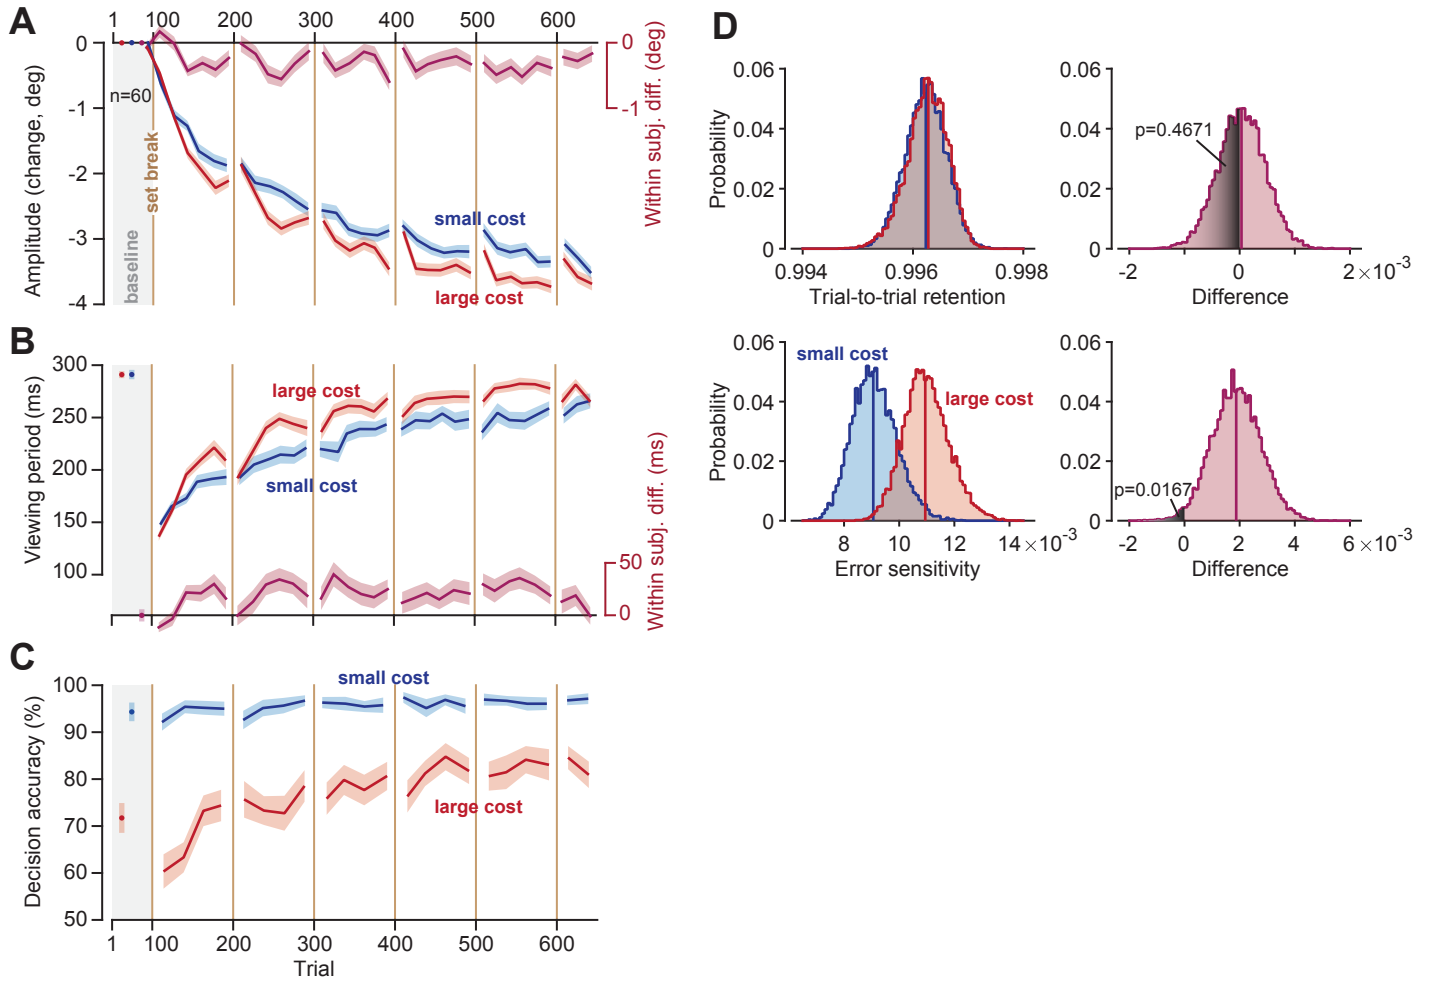 A
1 100 200 300 400 500 600
0
-1
-2
-3
-4
Amplitude (change, deg)
n=60
baseline
set break
small cost
large cost
0
-1
Within subj. diff. (deg)
B
300
250
200
150
100
Viewing period (ms)
large cost
small cost
50
0
Within subj. diff. (ms)
C
100
90
80
70
60
50
Decision accuracy (%)
small cost
large cost
1 100 200 300 400 500 600
Trial
D
0.06
0.04
0.02
0
Probability
0.994 0.996 0.998
Trial-to-trial retention
0.06
0.04
0.02
0
p=0.4671
-2 0 2×10-3
Difference
0.06
0.04
0.02
0
Probability
small cost
large cost
8 10 12 14×10-3
Error sensitivity
0.06
0.04
0.02
0
p=0.0167
-2 0 2 4 6×10-3
Difference